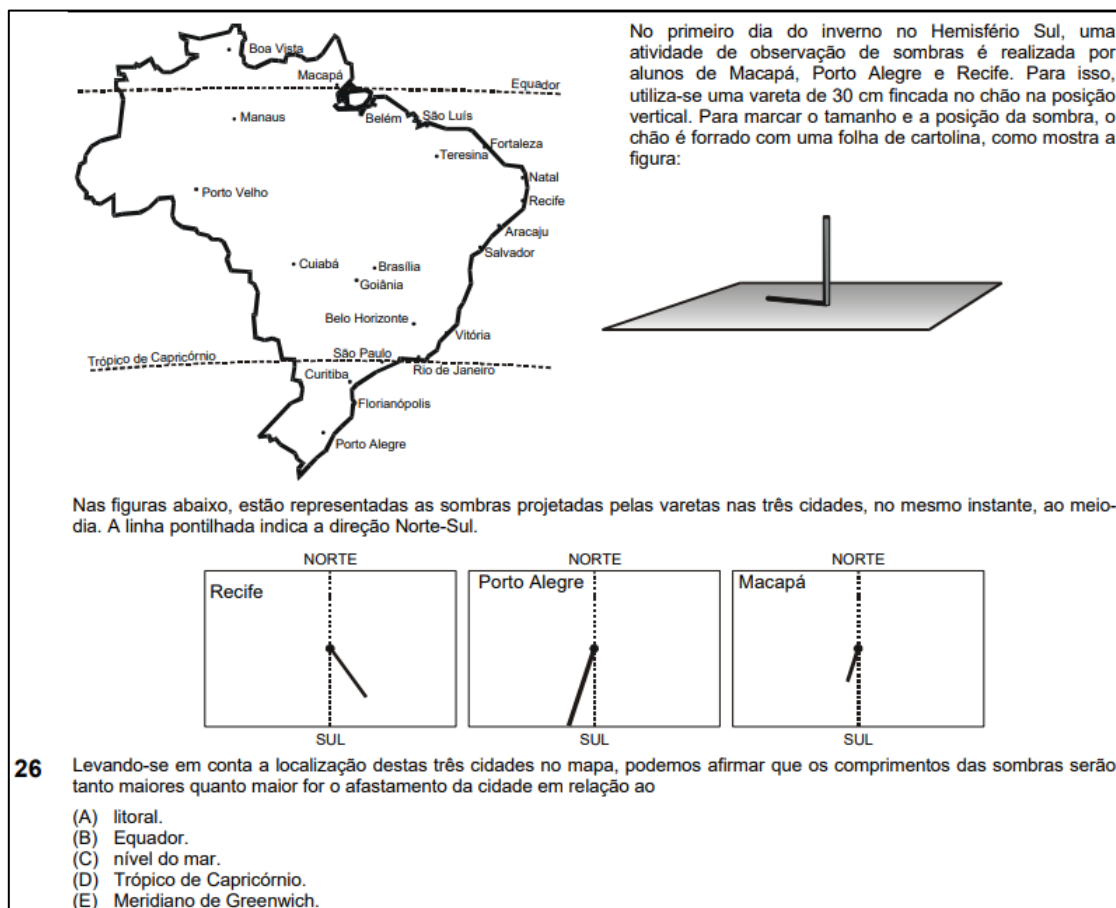 Boa Vista
Macapá
Equador
Manaus
Belém
São Luís
Fortaleza
Teresina
Natal
Porto Velho
Recife
Aracaju
Salvador
Cuiabá
Brasília
Goiânia
Belo Horizonte
Vitória
Trópico de Capricórnio
São Paulo
Rio de Janeiro
Curitiba
Florianópolis
Porto Alegre
No primeiro dia do inverno no Hemisfério Sul, uma
atividade de observação de sombras é realizada por
alunos de Macapá, Porto Alegre e Recife. Para isso,
utiliza-se uma vareta de 30 cm fincada no chão na posição
vertical. Para marcar o tamanho e a posição da sombra, o
chão é forrado com uma folha de cartolina, como mostra a
figura:
Nas figuras abaixo, estão representadas as sombras projetadas pelas varetas nas três cidades, no mesmo instante, ao meio-
dia. A linha pontilhada indica a direção Norte-Sul.
NORTE
Recife
SUL
NORTE
Porto Alegre
SUL
NORTE
Macapá
SUL
26 Levando-se em conta a localização destas três cidades no mapa, podemos afirmar que os comprimentos das sombras serão
tanto maiores quanto maior for o afastamento da cidade em relação ao
(A) litoral.
(B) Equador.
(C) nível do mar.
(D) Trópico de Capricórnio.
(E) Meridiano de Greenwich.